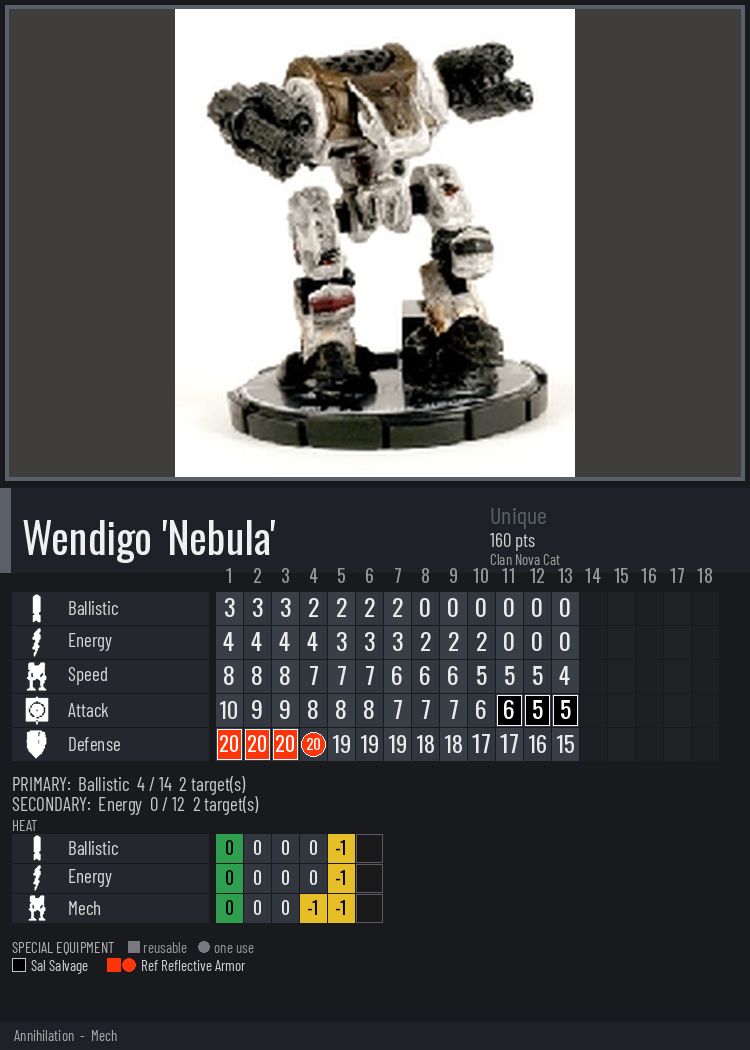 Wendigo 'Nebula'
Unique
160 pts
Clan Nova Cat
1 2 3 4 5 6 7 8 9 10 11 12 13 14 15 16 17 18
Ballistic 3 3 3 2 2 2 2 0 0 0 0 0 0
Energy 4 4 4 4 3 3 3 2 2 2 0 0 0
Speed 8 8 8 7 7 7 6 6 6 5 5 5 4
Attack 10 9 9 8 8 8 7 7 7 6 6 5 5
Defense 20 20 20 20 19 19 19 18 18 17 17 16 15
PRIMARY: Ballistic 4 / 14 2 target(s)
SECONDARY: Energy 0 / 12 2 target(s)
HEAT
Ballistic 0 0 0 0 -1
Energy 0 0 0 0 -1
Mech 0 0 0 -1 -1
SPECIAL EQUIPMENT reusable one use
Sal Salvage Ref Reflective Armor
Annihilation - Mech